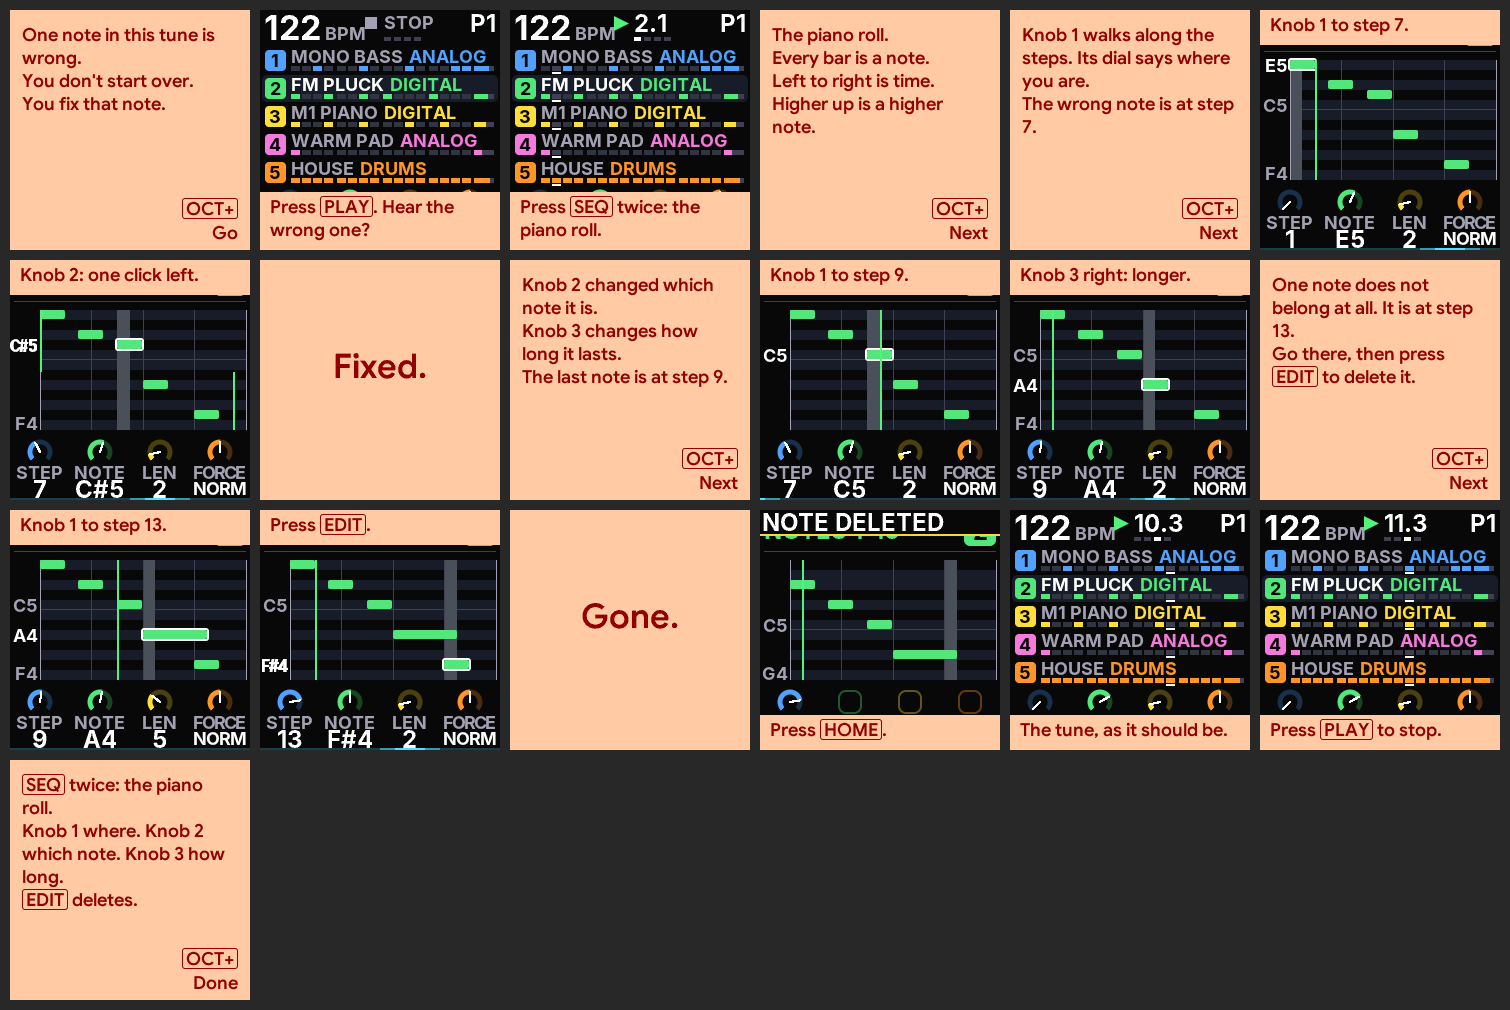 One note in this tune is
wrong.
You don't start over.
You fix that note.
OCT+
Go
122 BPM STOP P1
1 MONO BASS ANALOG
2 FM PLUCK DIGITAL
3 M1 PIANO DIGITAL
4 WARM PAD ANALOG
5 HOUSE DRUMS
Press PLAY. Hear the
wrong one?
122 BPM 2.1 P1
1 MONO BASS ANALOG
2 FM PLUCK DIGITAL
3 M1 PIANO DIGITAL
4 WARM PAD ANALOG
5 HOUSE DRUMS
Press SEQ twice: the
piano roll.
The piano roll.
Every bar is a note.
Left to right is time.
Higher up is a higher
note.
OCT+
Next
Knob 1 walks along the
steps. Its dial says where
you are.
The wrong note is at step
7.
OCT+
Next
Knob 1 to step 7.
E5
C5
F4
STEP NOTE LEN FORCE
1 E5 2 NORM
Knob 2: one click left.
C#5
F4
STEP NOTE LEN FORCE
7 C#5 2 NORM
Fixed.
Knob 2 changed which
note it is.
Knob 3 changes how
long it lasts.
The last note is at step 9.
OCT+
Next
Knob 1 to step 9.
C5
STEP NOTE LEN FORCE
7 C5 2 NORM
Knob 3 right: longer.
C5
A4
F4
STEP NOTE LEN FORCE
9 A4 2 NORM
One note does not
belong at all. It is at step
13.
Go there, then press
EDIT to delete it.
OCT+
Next
Knob 1 to step 13.
C5
A4
F4
STEP NOTE LEN FORCE
9 A4 5 NORM
Press EDIT.
C5
F#4
STEP NOTE LEN FORCE
13 F#4 2 NORM
Gone.
NOTE DELETED
C5
G4
Press HOME.
122 BPM 10.3 P1
1 MONO BASS ANALOG
2 FM PLUCK DIGITAL
3 M1 PIANO DIGITAL
4 WARM PAD ANALOG
5 HOUSE DRUMS
The tune, as it should be.
122 BPM 11.3 P1
1 MONO BASS ANALOG
2 FM PLUCK DIGITAL
3 M1 PIANO DIGITAL
4 WARM PAD ANALOG
5 HOUSE DRUMS
Press PLAY to stop.
SEQ twice: the piano
roll.
Knob 1 where. Knob 2
which note. Knob 3 how
long.
EDIT deletes.
OCT+
Done